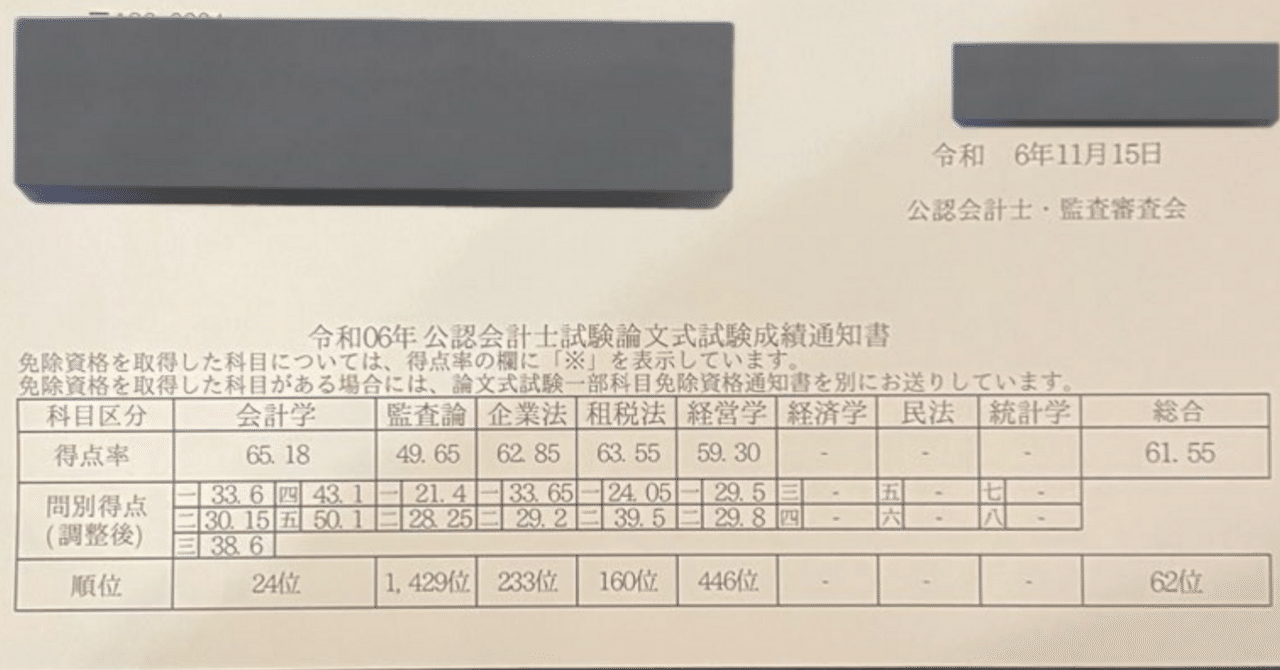 令和 6年11月15日
公認会計士・監査審査会
令和06年 公認会計士試験論文式試験成績通知書
免除資格を取得した科目については、得点率の欄に「※」を表示しています。
免除資格を取得した科目がある場合には、論文式試験一部科目免除資格通知書を別にお送りしています。
科目区分 会計学 監査論 企業法 租税法 経営学 経済学 民法 統計学 総合
得点率 65.18 49.65 62.85 63.55 59.30 - - - 61.55
問別得点 一 33.6 四 43.1 一 21.4 一 33.65 一 24.05 一 29.5 三 - 五 - 七 -
(調整後) 二 30.15 五 50.1 二 28.25 二 29.2 二 39.5 二 29.8 四 - 六 - 八 -
三 38.6
順位 24位 1,429位 233位 160位 446位 - - - 62位